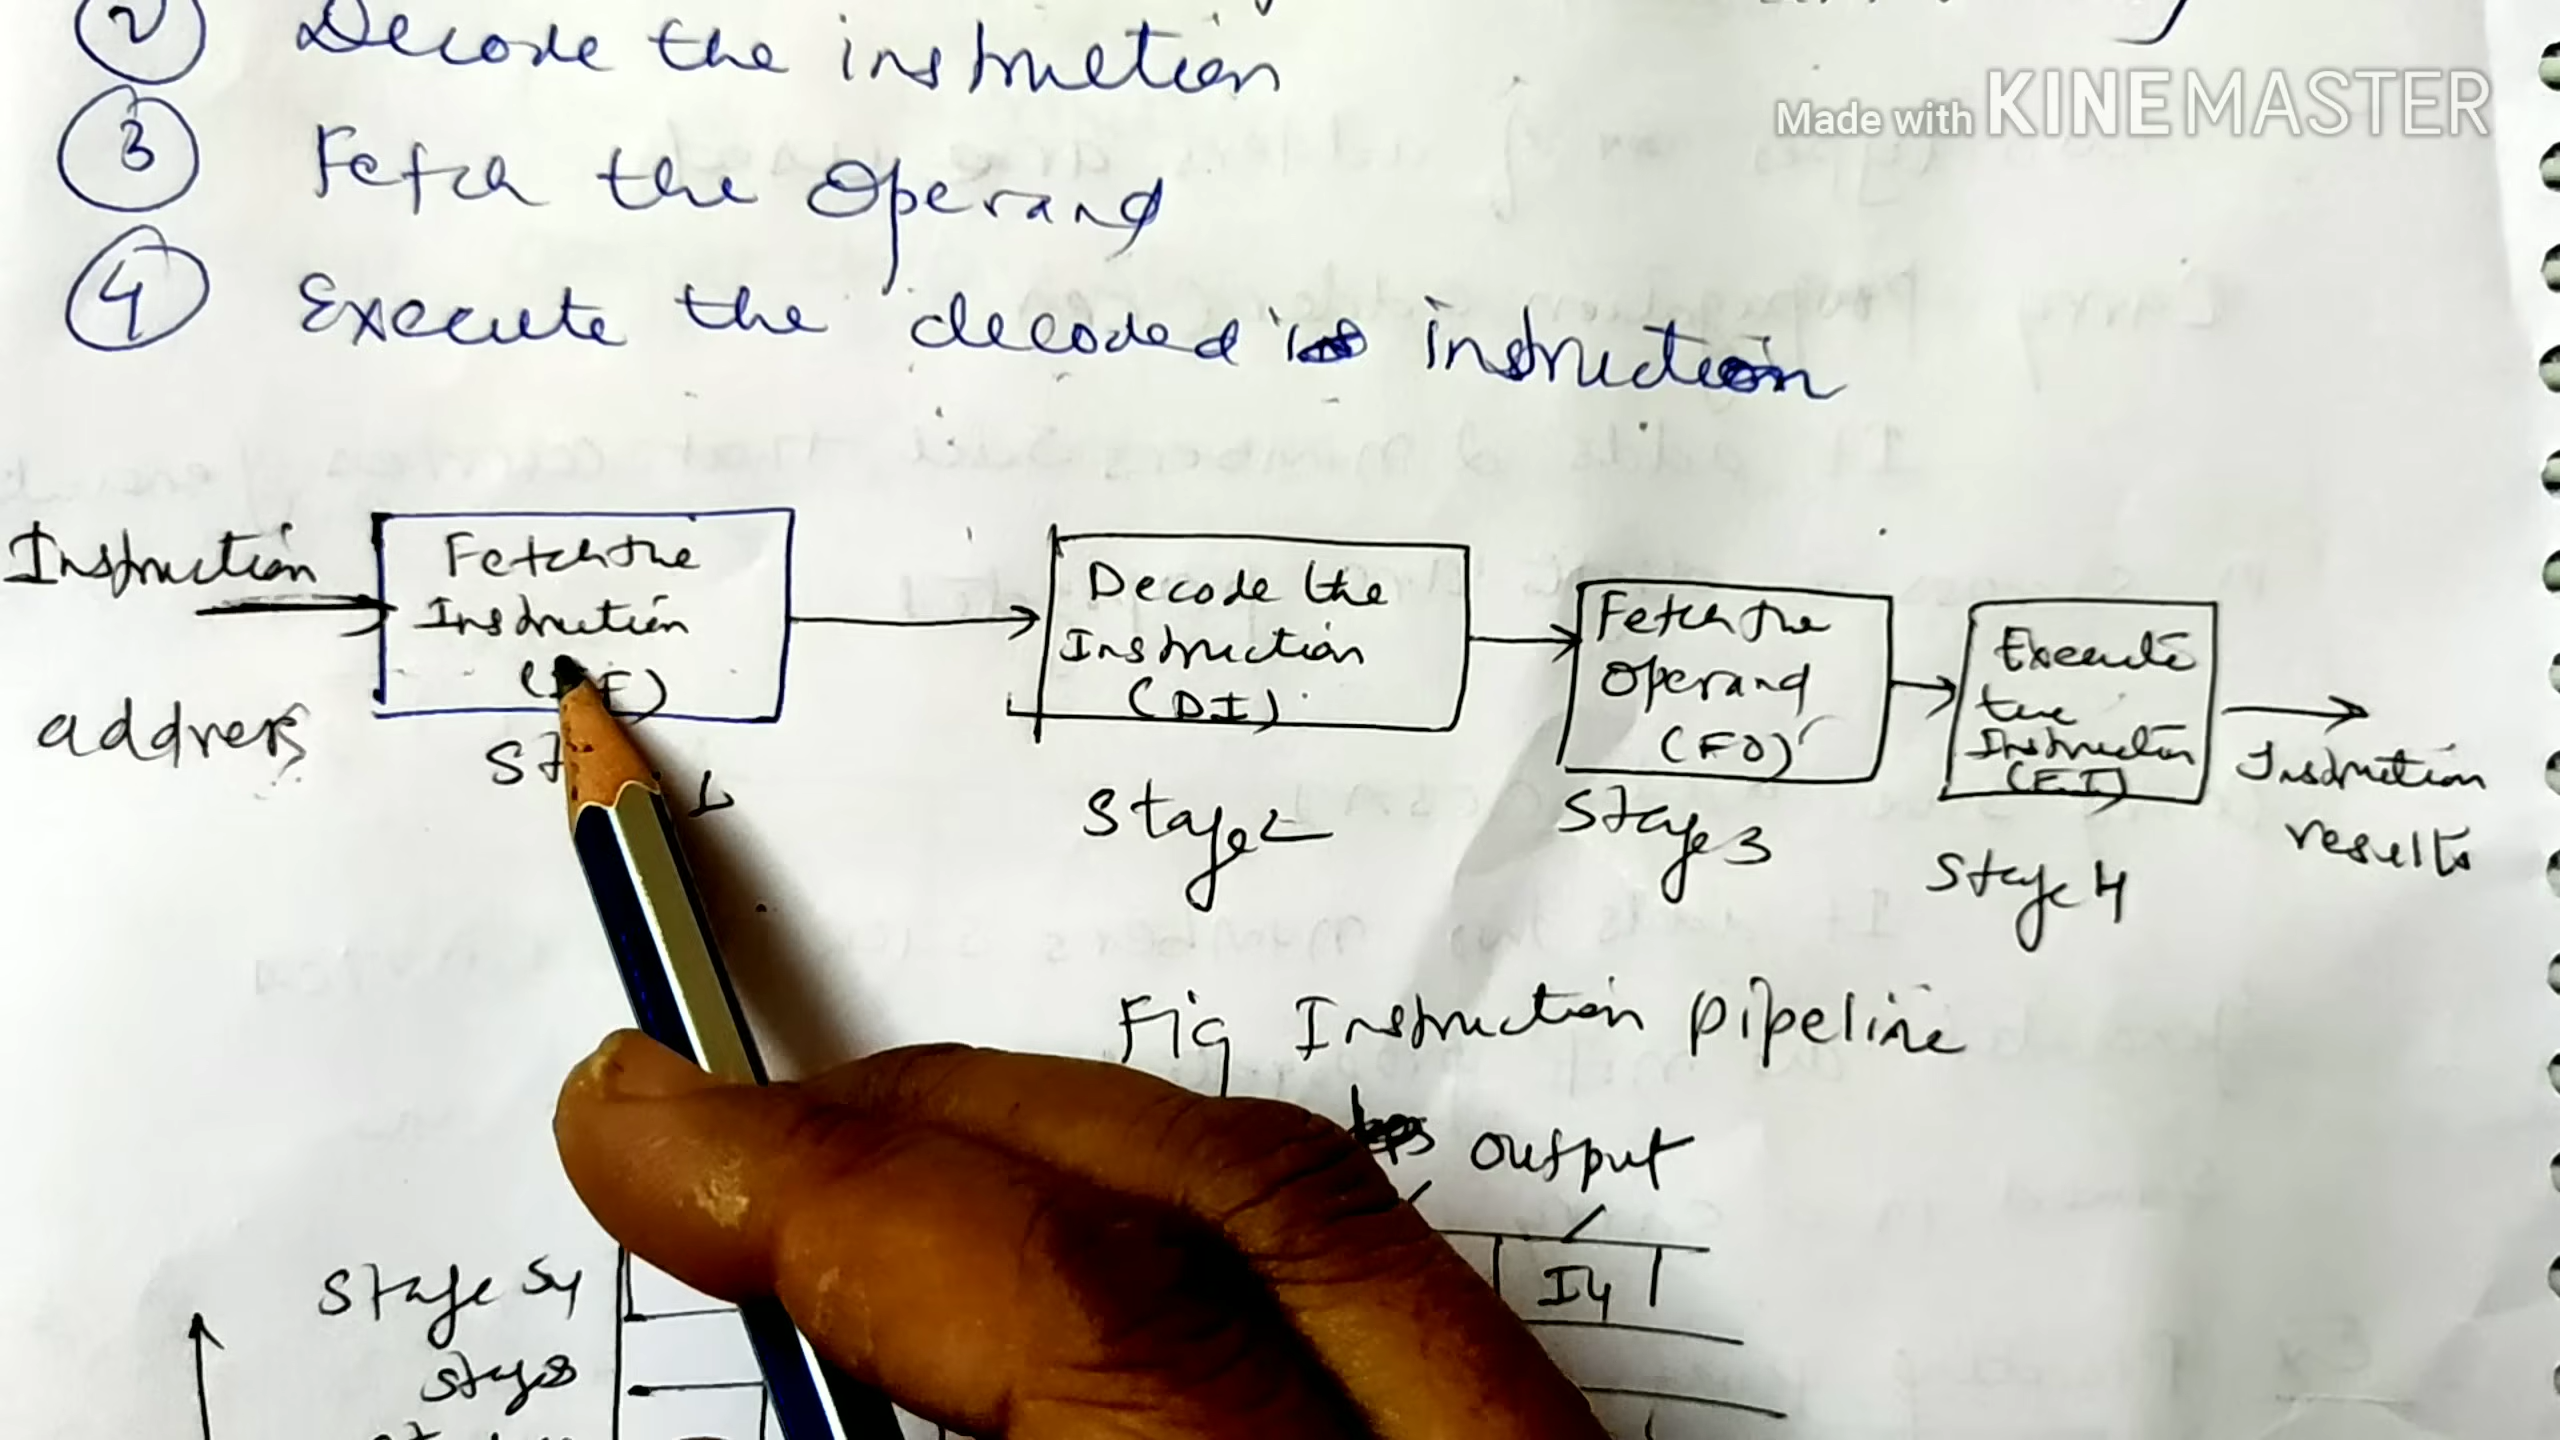 2 Decode the instruction
Made with KINEMASTER
3 Fetch the Operand
4 Execute the decoded instruction
Instruction
address
Fetch the
Instruction
Decode the
Instruction
(DI)
Fetch the
Operand
(FO)
Execute
the
Instruction
(EI)
Instruction
results
1
Stage 2
Stage 3
Stage 4
Fig Instruction pipeline
output
Stage S4
I4